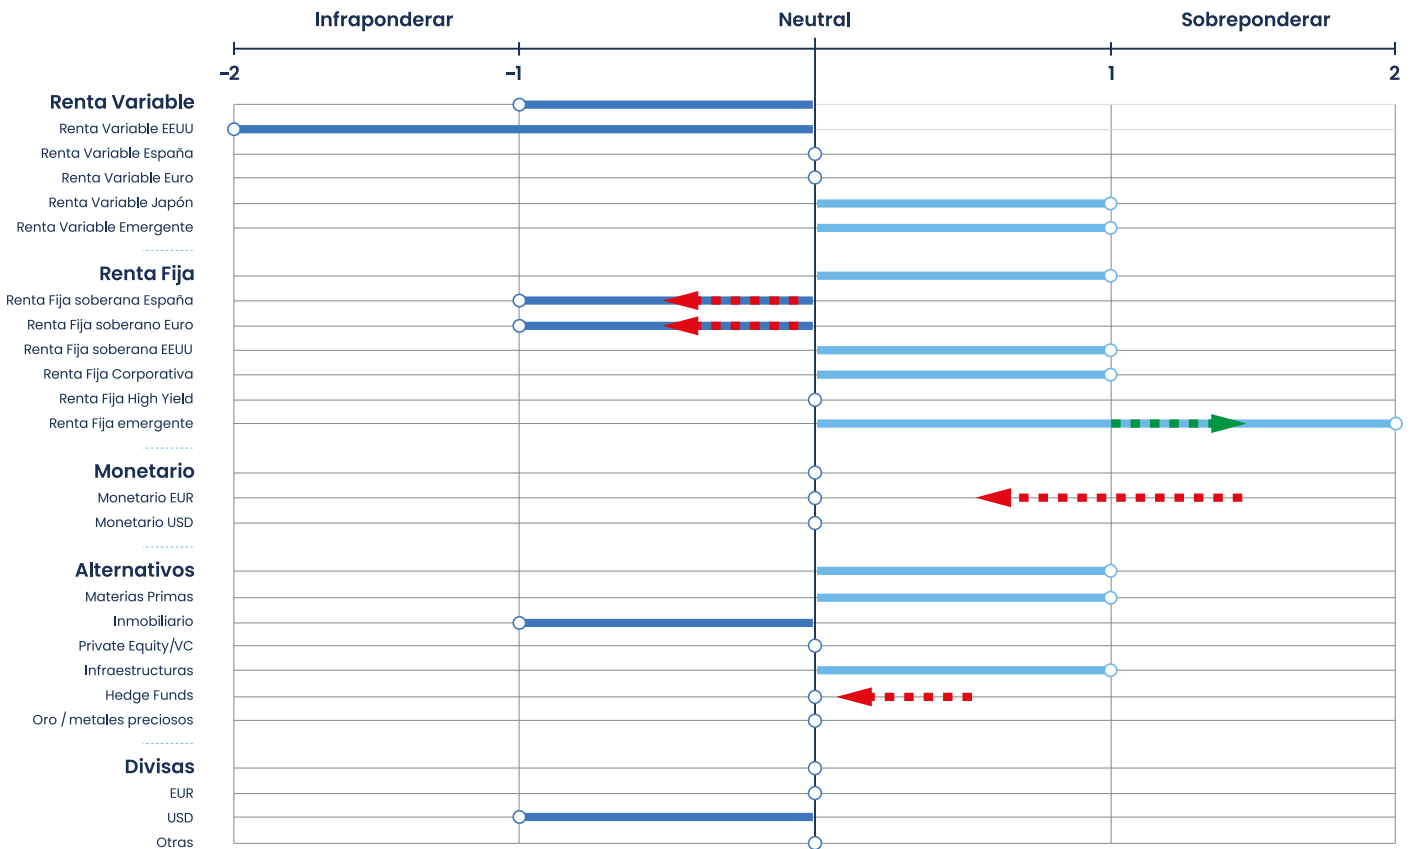 Infraponderar Neutral Sobreponderar
-2 -1 1 2
Renta Variable
Renta Variable EEUU
Renta Variable España
Renta Variable Euro
Renta Variable Japón
Renta Variable Emergente
Renta Fija
Renta Fija soberana España
Renta Fija soberano Euro
Renta Fija soberana EEUU
Renta Fija Corporativa
Renta Fija High Yield
Renta Fija emergente
Monetario
Monetario EUR
Monetario USD
Alternativos
Materias Primas
Inmobiliario
Private Equity/VC
Infraestructuras
Hedge Funds
Oro / metales preciosos
Divisas
EUR
USD
Otras